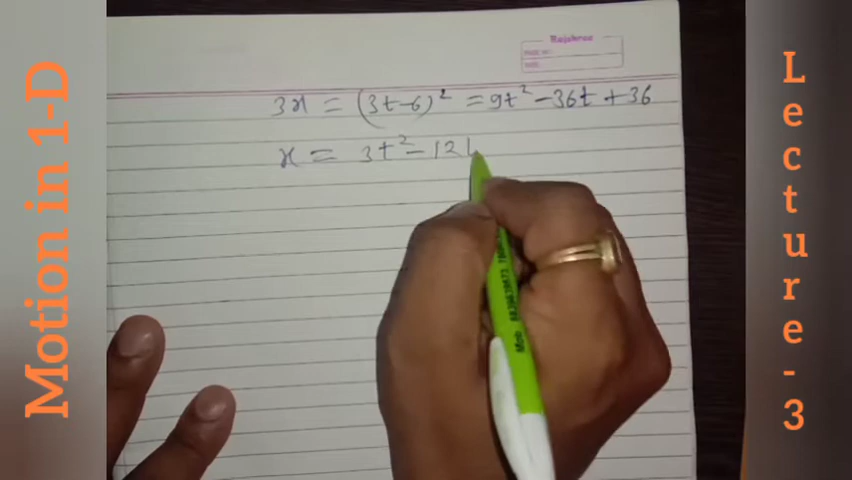 Motion in 1-D
Rajshree
3x = (3t-6)² = 9t² - 36t + 36
x = 3t² - 12t
Lecture-3